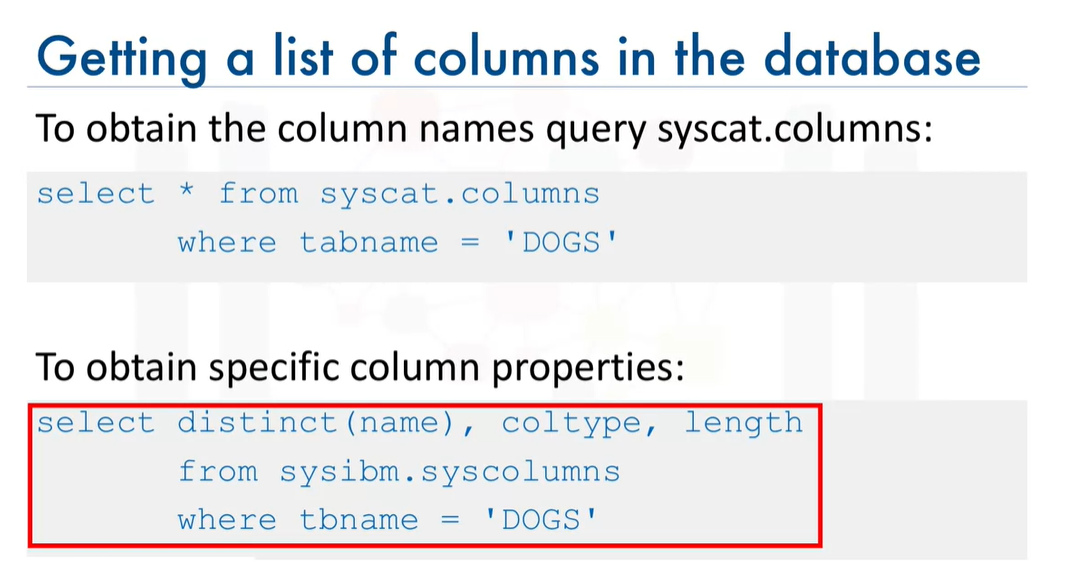 Getting a list of columns in the database
To obtain the column names query syscat.columns:
select * from syscat.columns
where tabname = 'DOGS'
To obtain specific column properties:
select distinct(name), coltype, length
from sysibm.syscolumns
where tbname = 'DOGS'